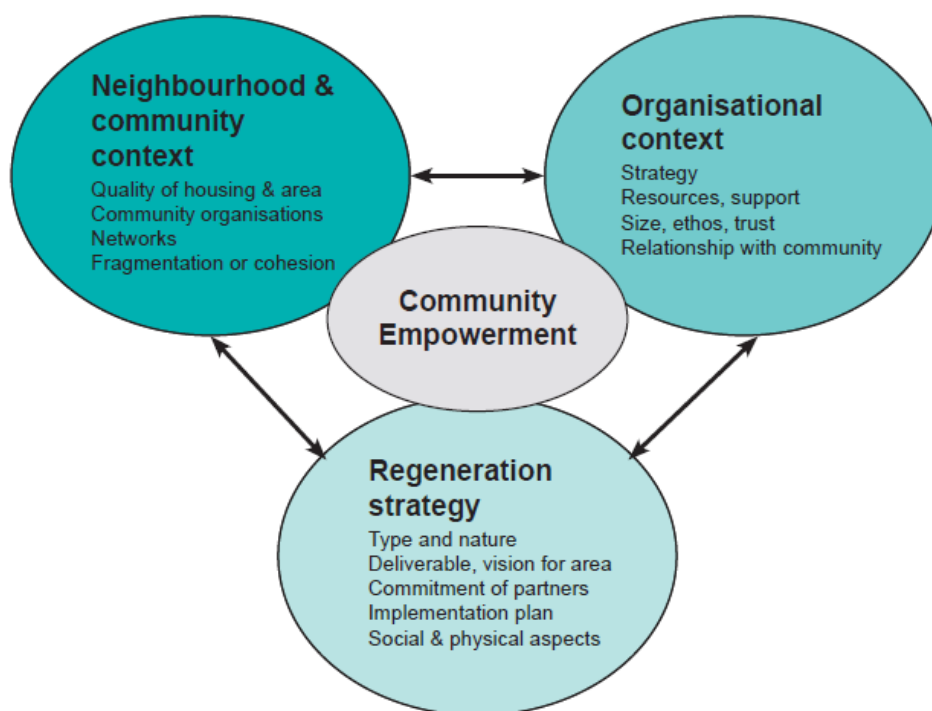 Neighbourhood &
community
context
Quality of housing & area
Community organisations
Networks
Fragmentation or cohesion
Organisational
context
Strategy
Resources, support
Size, ethos, trust
Relationship with community
Community
Empowerment
Regeneration
strategy
Type and nature
Deliverable, vision for area
Commitment of partners
Implementation plan
Social & physical aspects